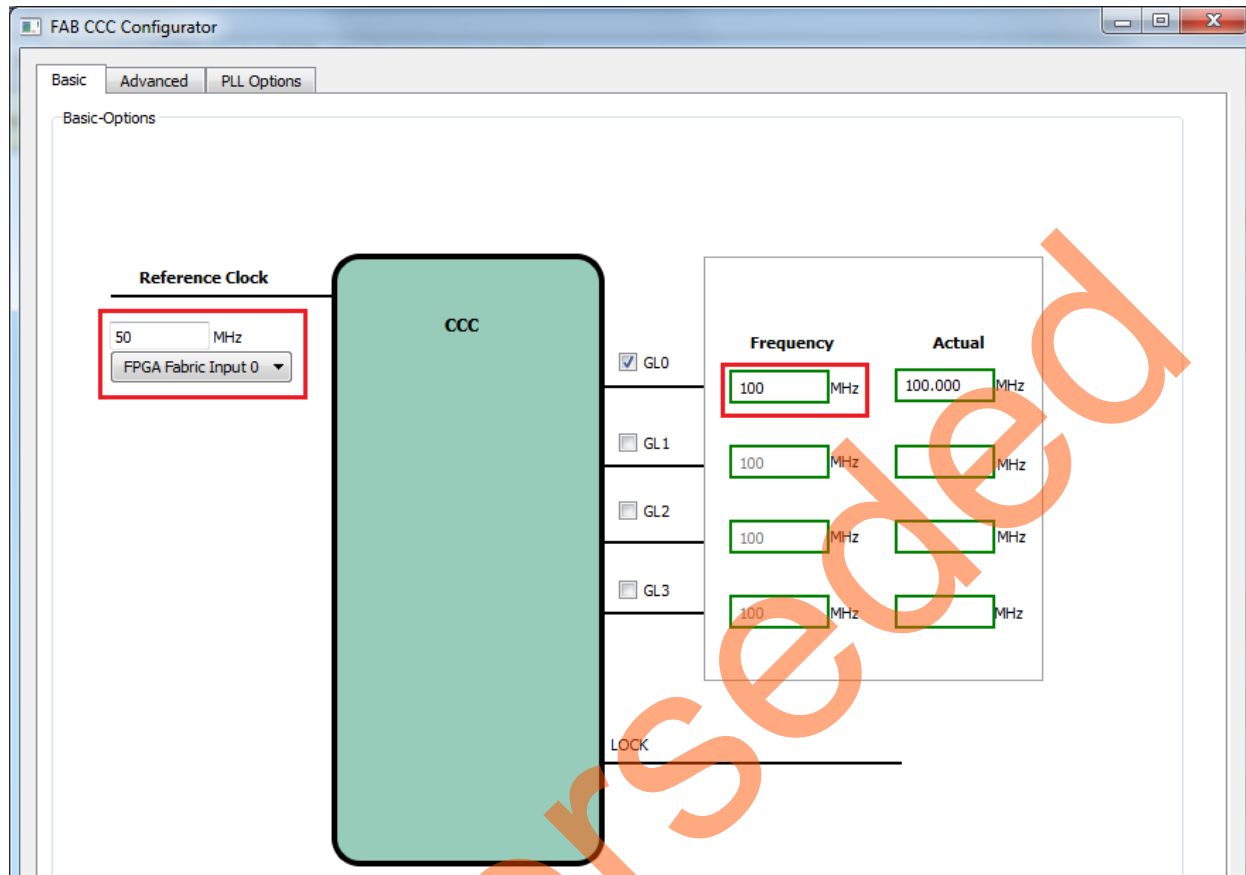 FAB CCC Configurator
Basic Advanced PLL Options
Basic-Options
Reference Clock
50 MHz
FPGA Fabric Input 0
CCC
Frequency Actual
GL0
100 MHz 100.000 MHz
GL1
100 MHz MHz
GL2
100 MHz MHz
GL3
100 MHz MHz
LOCK
erseded